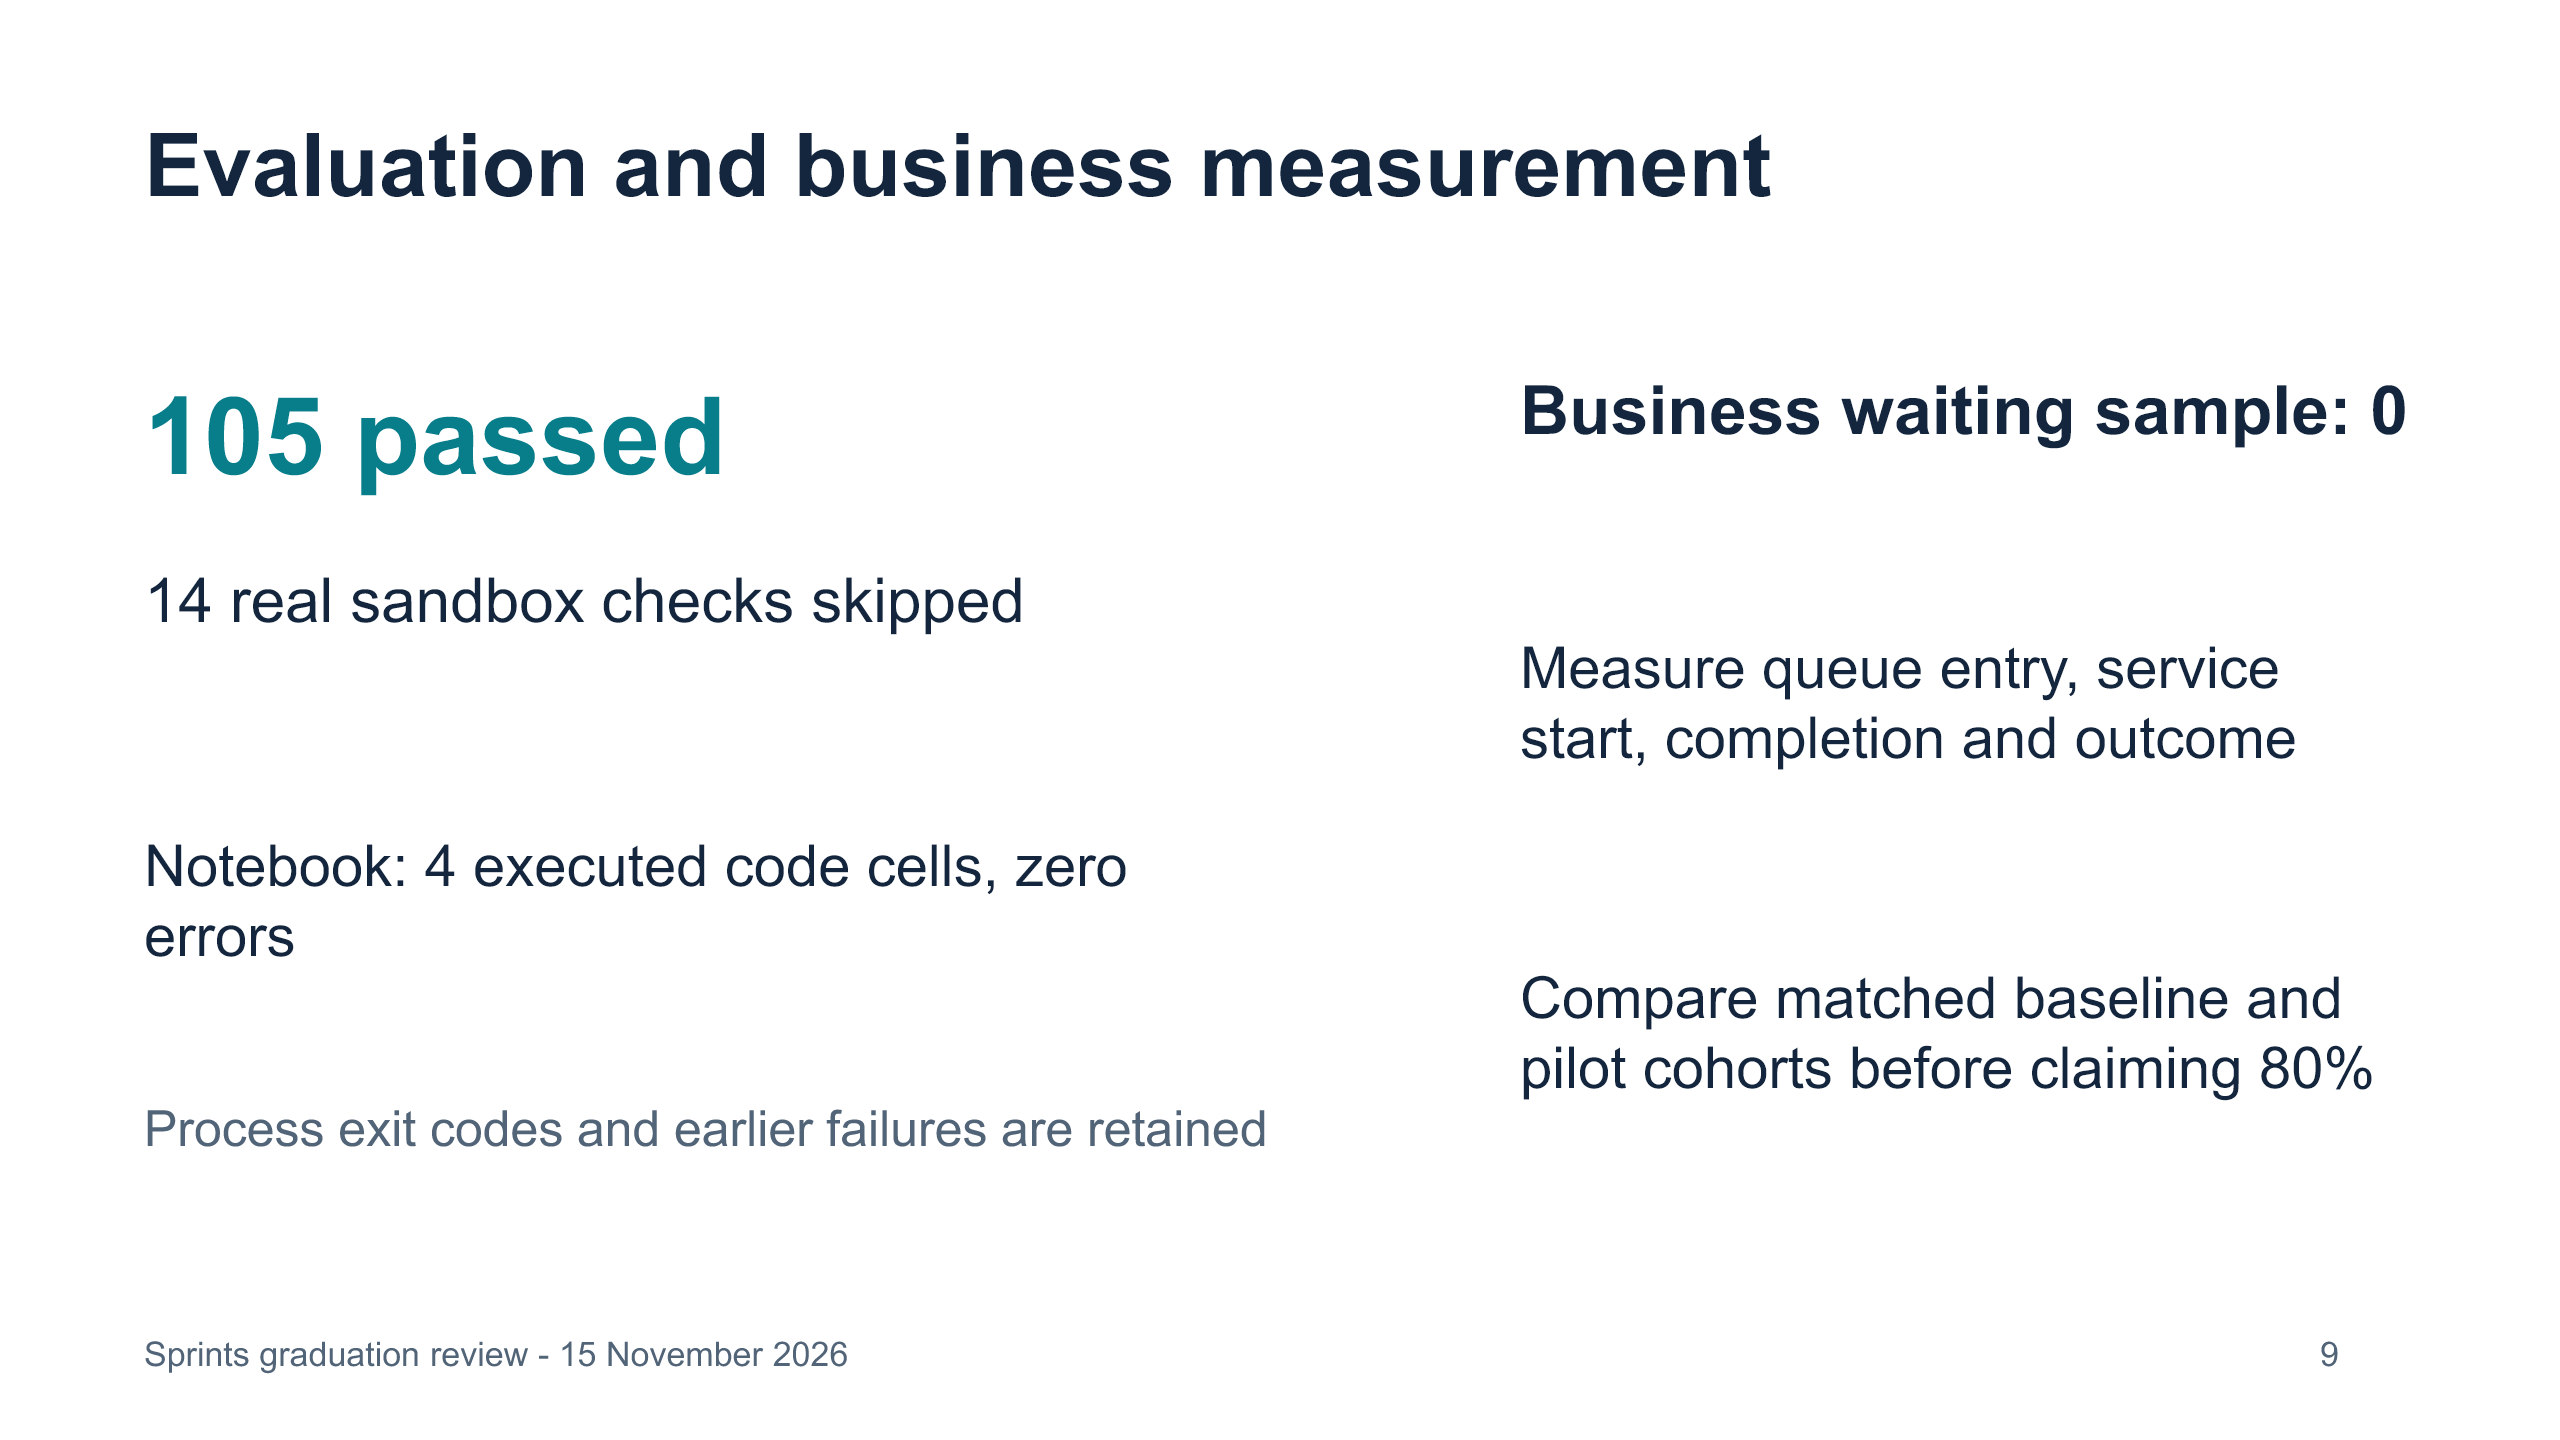 Evaluation and business measurement
105 passed
14 real sandbox checks skipped
Notebook: 4 executed code cells, zero
errors
Process exit codes and earlier failures are retained
Business waiting sample: 0
Measure queue entry, service
start, completion and outcome
Compare matched baseline and
pilot cohorts before claiming 80%
Sprints graduation review - 15 November 2026
9